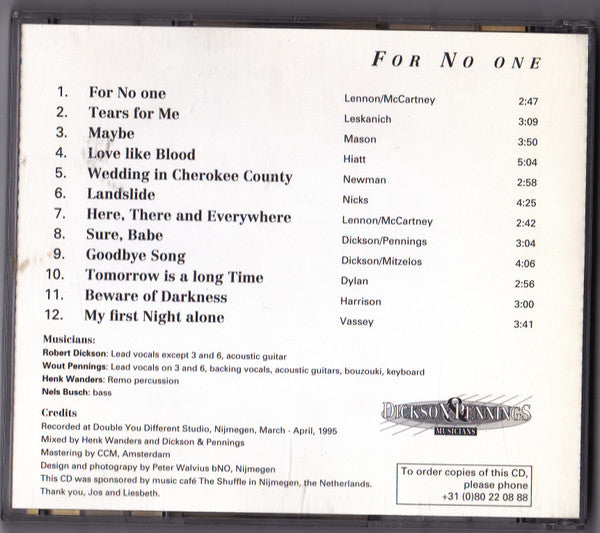 FOR NO ONE
1. For No one Lennon/McCartney 2:47
2. Tears for Me Leskanich 3:09
3. Maybe Mason 3:50
4. Love like Blood Hiatt 5:04
5. Wedding in Cherokee County Newman 2:58
6. Landslide Nicks 4:25
7. Here, There and Everywhere Lennon/McCartney 2:42
8. Sure, Babe Dickson/Pennings 3:04
9. Goodbye Song Dickson/Mitzelos 4:06
10. Tomorrow is a long Time Dylan 2:56
11. Beware of Darkness Harrison 3:00
12. My first Night alone Vassey 3:41
Musicians:
Robert Dickson: Lead vocals except 3 and 6, acoustic guitar
Wout Pennings: Lead vocals on 3 and 6, backing vocals, acoustic guitars, bouzouki, keyboard
Henk Wanders: Remo percussion
Nels Busch: bass
Credits
Recorded at Double You Different Studio, Nijmegen, March - April, 1995
Mixed by Henk Wanders and Dickson & Pennings
Mastering by CCM, Amsterdam
Design and photograpy by Peter Walvius bNO, Nijmegen
This CD was sponsored by music café The Shuffle in Nijmegen, the Netherlands.
Thank you, Jos and Liesbeth.
DICKSON & PENNINGS
MUSICIANS
To order copies of this CD,
please phone
+31 (0)80 22 08 88